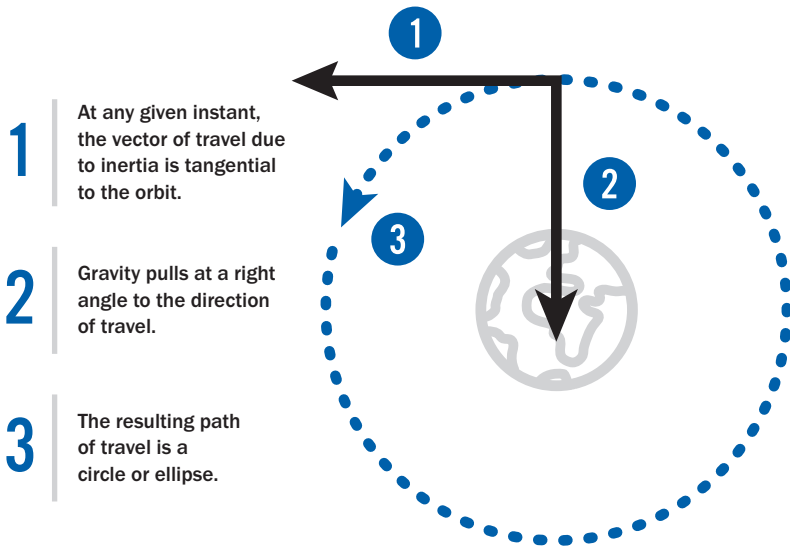 1
At any given instant,
the vector of travel due
to inertia is tangential
to the orbit.
2
Gravity pulls at a right
angle to the direction
of travel.
3
The resulting path
of travel is a
circle or ellipse.
1
2
3